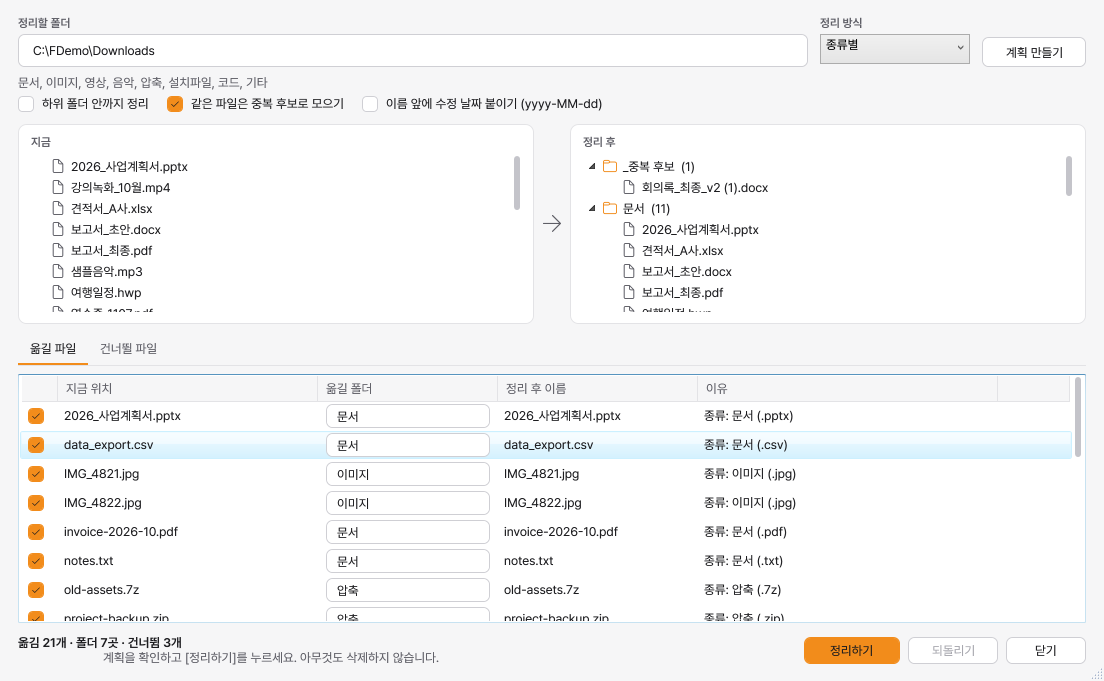 정리할 폴더
정리 방식
C:\FDemo\Downloads
종류별
계획 만들기
문서, 이미지, 영상, 음악, 압축, 설치파일, 코드, 기타
하위 폴더 안까지 정리
같은 파일은 중복 후보로 모으기
이름 앞에 수정 날짜 붙이기 (yyyy-MM-dd)
지금
2026_사업계획서.pptx
강의녹화_10월.mp4
견적서_A사.xlsx
보고서_초안.docx
보고서_최종.pdf
샘플음악.mp3
여행일정.hwp
정리 후
_중복 후보 (1)
회의록_최종_v2 (1).docx
문서 (11)
2026_사업계획서.pptx
견적서_A사.xlsx
보고서_초안.docx
보고서_최종.pdf
여행일정.hwp
옮길 파일
건너뛸 파일
지금 위치 옮길 폴더 정리 후 이름 이유
2026_사업계획서.pptx 문서 2026_사업계획서.pptx 종류: 문서 (.pptx)
data_export.csv 문서 data_export.csv 종류: 문서 (.csv)
IMG_4821.jpg 이미지 IMG_4821.jpg 종류: 이미지 (.jpg)
IMG_4822.jpg 이미지 IMG_4822.jpg 종류: 이미지 (.jpg)
invoice-2026-10.pdf 문서 invoice-2026-10.pdf 종류: 문서 (.pdf)
notes.txt 문서 notes.txt 종류: 문서 (.txt)
old-assets.7z 압축 old-assets.7z 종류: 압축 (.7z)
project-backup.zip 압축 project-backup.zip 종류: 압축 (.zip)
옮김 21개 · 폴더 7곳 · 건너뜀 3개
계획을 확인하고 [정리하기]를 누르세요. 아무것도 삭제하지 않습니다.
정리하기
되돌리기
닫기